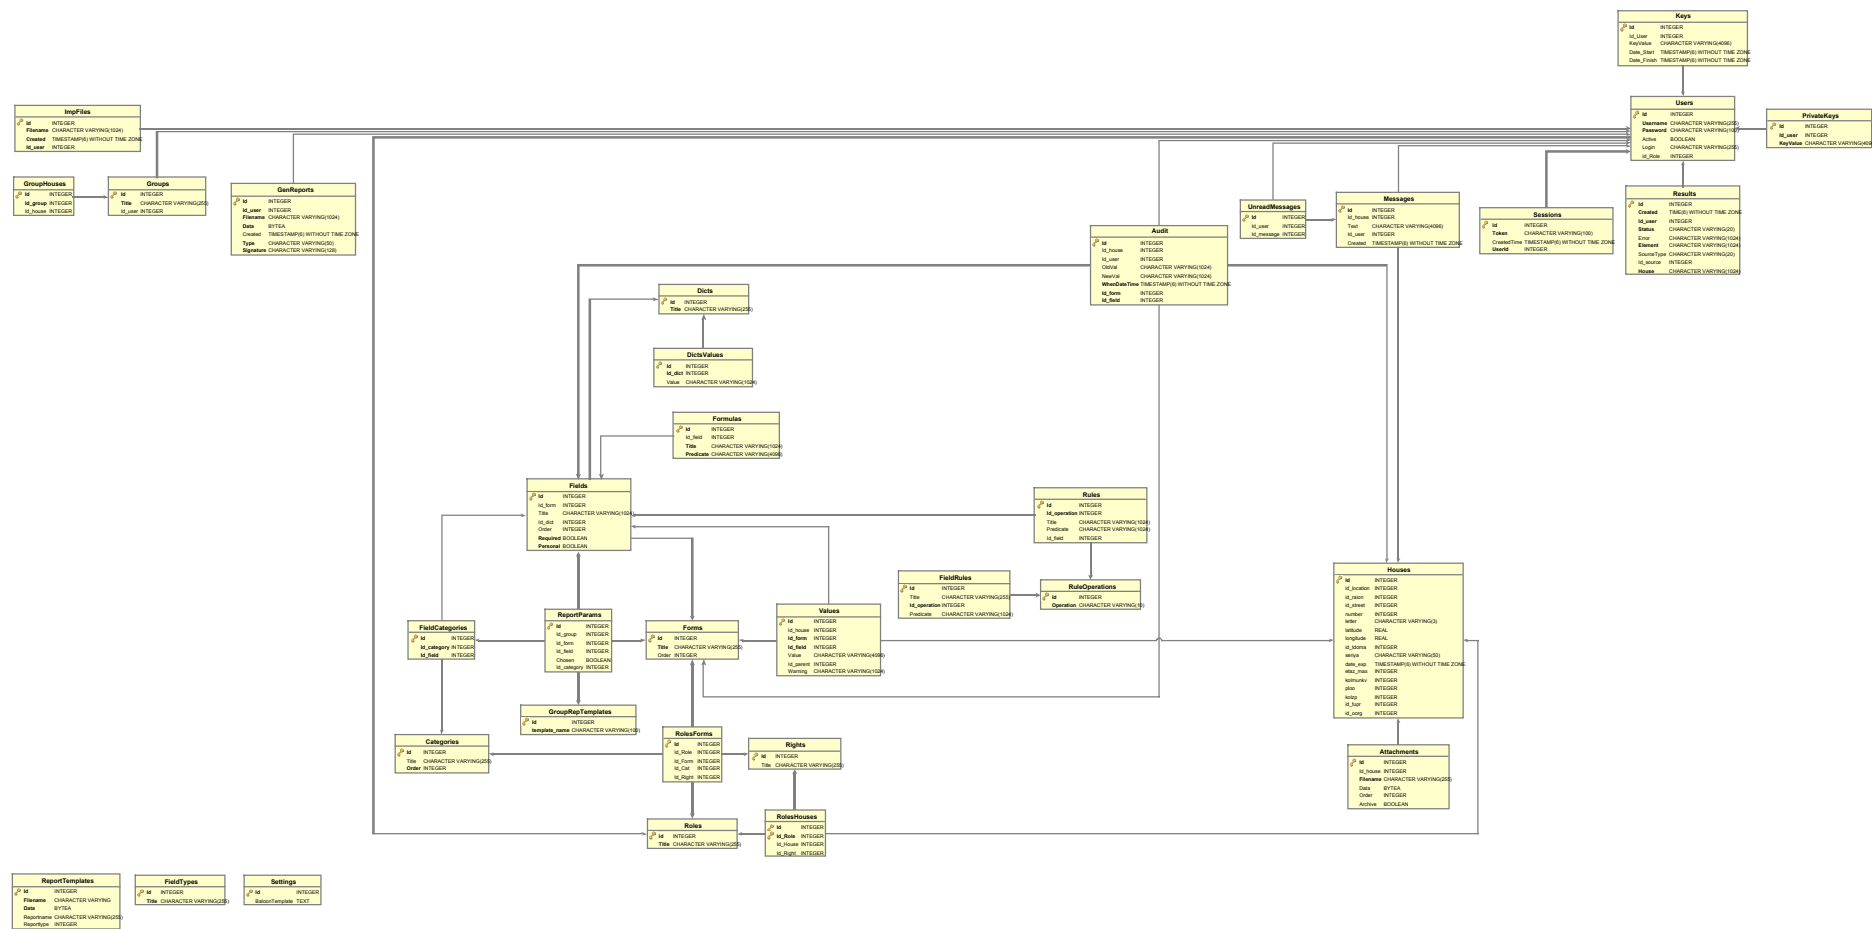 Keys
Id INTEGER
Id_User INTEGER
KeyValue CHARACTER VARYING(4096)
Date_Start TIMESTAMP(6) WITHOUT TIME ZONE
Date_Finish TIMESTAMP(6) WITHOUT TIME ZONE
ImpFiles
Id INTEGER
Filename CHARACTER VARYING(1024)
Created TIMESTAMP(6) WITHOUT TIME ZONE
Id_user INTEGER
Users
Id INTEGER
Username CHARACTER VARYING(255)
Password CHARACTER VARYING(100)
Active BOOLEAN
Login CHARACTER VARYING(255)
Id_Role INTEGER
PrivateKeys
Id INTEGER
Id_user INTEGER
KeyValue CHARACTER VARYING(409
GroupHouses
Id INTEGER
Id_group INTEGER
Id_house INTEGER
Groups
Id INTEGER
Title CHARACTER VARYING(255)
Id_user INTEGER
GenReports
Id INTEGER
Id_user INTEGER
Filename CHARACTER VARYING(1024)
Data BYTEA
Created TIMESTAMP(6) WITHOUT TIME ZONE
Type CHARACTER VARYING(50)
Signature CHARACTER VARYING(128)
UnreadMessages
Id INTEGER
Id_user INTEGER
Id_message INTEGER
Messages
Id INTEGER
Id_house INTEGER
Text CHARACTER VARYING(4096)
Id_user INTEGER
Created TIMESTAMP(6) WITHOUT TIME ZONE
Sessions
Id INTEGER
Token CHARACTER VARYING(100)
CreatedTime TIMESTAMP(6) WITHOUT TIME ZONE
UserId INTEGER
Results
Id INTEGER
Created TIME(6) WITHOUT TIME ZONE
Id_user INTEGER
Status CHARACTER VARYING(20)
Error CHARACTER VARYING(1024)
Element CHARACTER VARYING(1024)
SourceType CHARACTER VARYING(20)
Id_source INTEGER
House CHARACTER VARYING(1024)
Audit
Id INTEGER
Id_house INTEGER
Id_user INTEGER
OldVal CHARACTER VARYING(1024)
NewVal CHARACTER VARYING(1024)
WhenDateTime TIMESTAMP(6) WITHOUT TIME ZONE
Id_form INTEGER
Id_field INTEGER
Dicts
Id INTEGER
Title CHARACTER VARYING(255)
DictsValues
Id INTEGER
Id_dict INTEGER
Value CHARACTER VARYING(1024)
Formulas
Id INTEGER
Id_field INTEGER
Title CHARACTER VARYING(1024)
Predicate CHARACTER VARYING(4096)
Fields
Id INTEGER
Id_form INTEGER
Title CHARACTER VARYING(1024)
Id_dict INTEGER
Order INTEGER
Required BOOLEAN
Personal BOOLEAN
Rules
Id INTEGER
Id_operation INTEGER
Title CHARACTER VARYING(1024)
Predicate CHARACTER VARYING(1024)
Id_field INTEGER
FieldRules
Id INTEGER
Title CHARACTER VARYING(255)
Id_operation INTEGER
Predicate CHARACTER VARYING(1024)
RuleOperations
Id INTEGER
Operation CHARACTER VARYING(10)
Houses
Id INTEGER
id_location INTEGER
id_raion INTEGER
id_street INTEGER
number INTEGER
letter CHARACTER VARYING(3)
latitude REAL
longitude REAL
id_tdoma INTEGER
seriya CHARACTER VARYING(50)
date_exp TIMESTAMP(6) WITHOUT TIME ZONE
etaz_max INTEGER
kolmunkv INTEGER
ploo INTEGER
kolzp INTEGER
id_fupr INTEGER
id_oorg INTEGER
FieldCategories
Id INTEGER
Id_category INTEGER
Id_field INTEGER
ReportParams
Id INTEGER
Id_group INTEGER
Id_form INTEGER
Id_field INTEGER
Chosen BOOLEAN
Id_category INTEGER
Forms
Id INTEGER
Title CHARACTER VARYING(255)
Order INTEGER
Values
Id INTEGER
Id_house INTEGER
Id_form INTEGER
Id_field INTEGER
Value CHARACTER VARYING(4096)
Id_parent INTEGER
Warning CHARACTER VARYING(1024)
GroupRepTemplates
Id INTEGER
template_name CHARACTER VARYING(100)
Categories
Id INTEGER
Title CHARACTER VARYING(255)
Order INTEGER
RolesForms
Id INTEGER
Id_Role INTEGER
Id_Form INTEGER
Id_Cat INTEGER
Id_Right INTEGER
Rights
Id INTEGER
Title CHARACTER VARYING(255)
Attachments
Id INTEGER
Id_house INTEGER
Filename CHARACTER VARYING(255)
Data BYTEA
Order INTEGER
Archive BOOLEAN
Roles
Id INTEGER
Title CHARACTER VARYING(255)
RolesHouses
Id INTEGER
Id_Role INTEGER
Id_House INTEGER
Id_Right INTEGER
ReportTemplates
Id INTEGER
Filename CHARACTER VARYING
Data BYTEA
Reportname CHARACTER VARYING(255)
Reporttype INTEGER
FieldTypes
Id INTEGER
Title CHARACTER VARYING(255)
Settings
Id INTEGER
BaloonTemplate TEXT